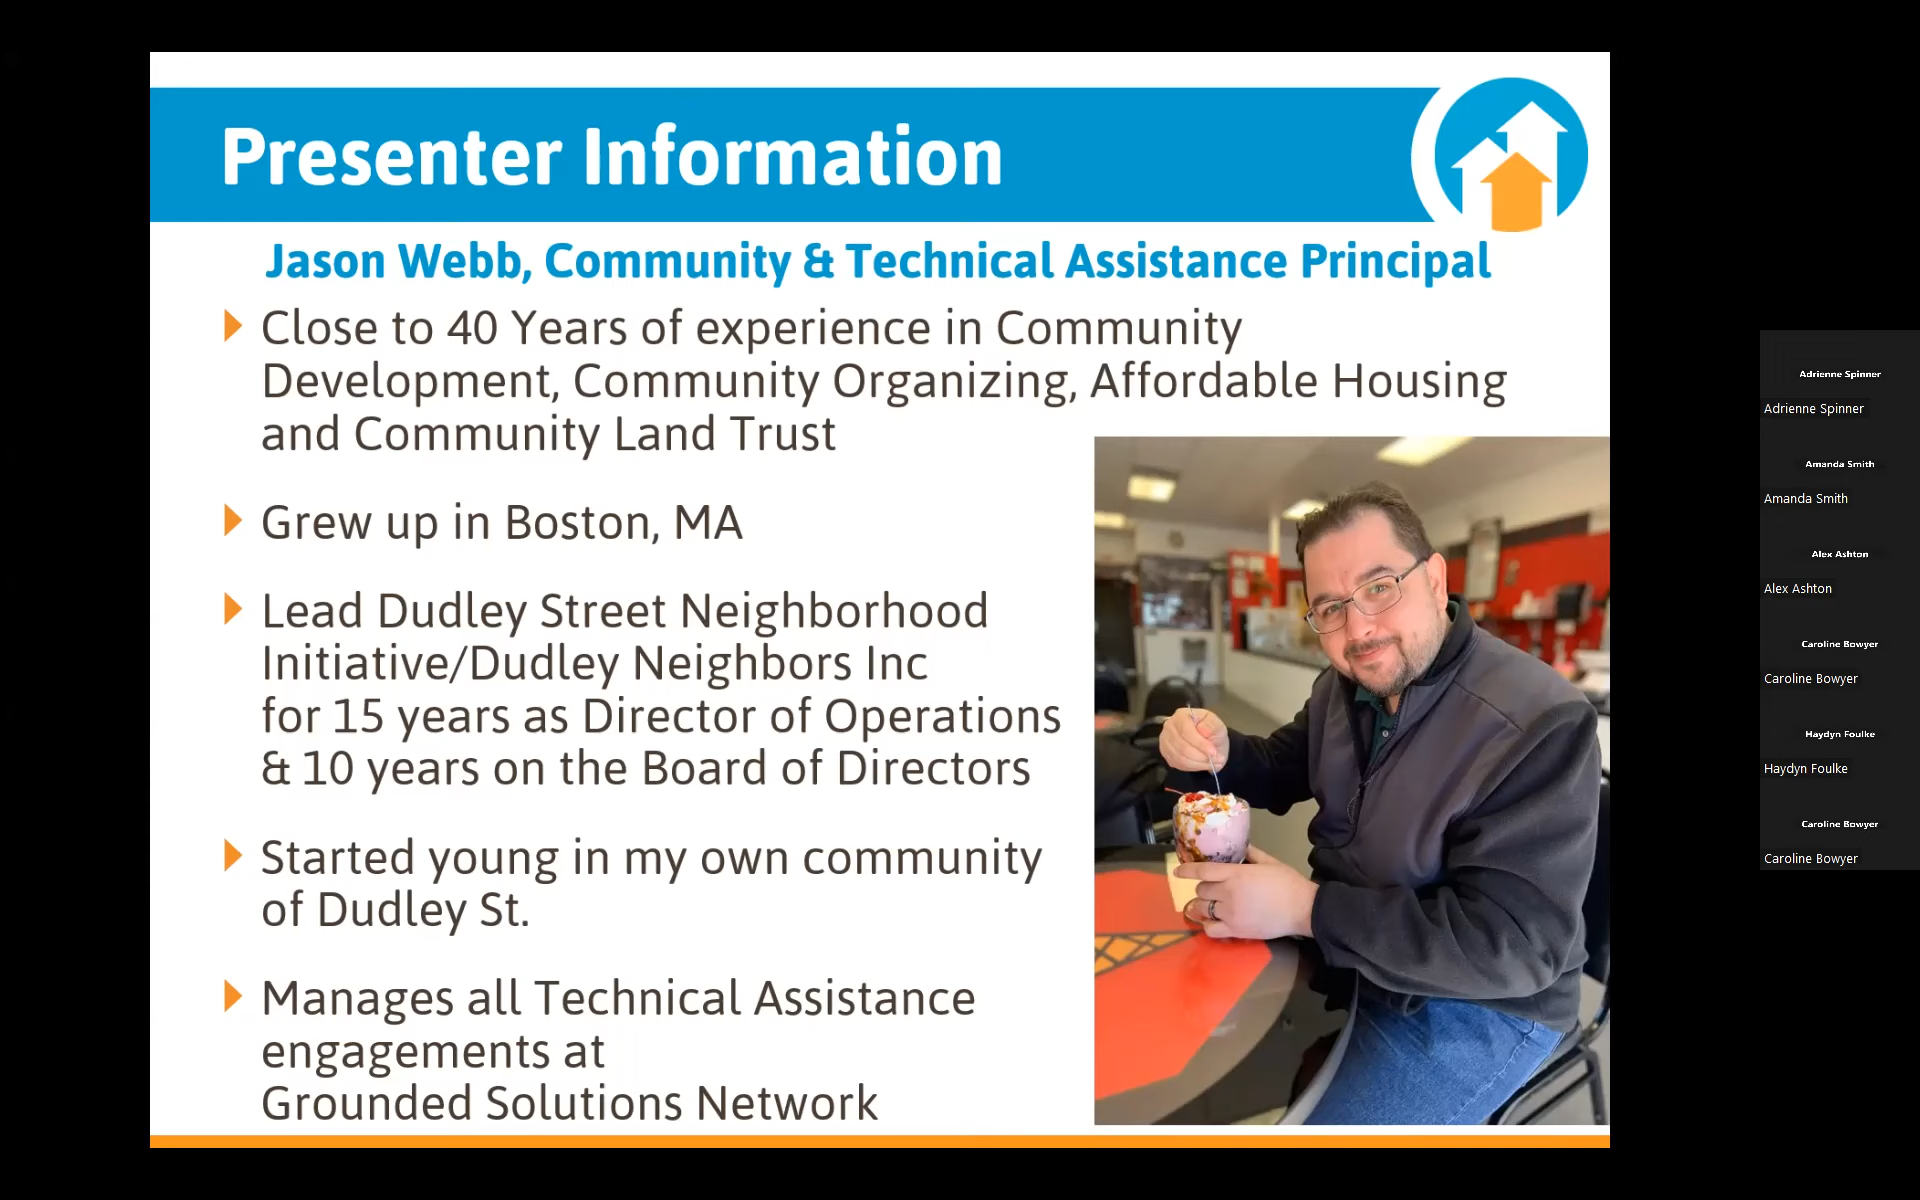 Presenter Information
Jason Webb, Community & Technical Assistance Principal
Close to 40 Years of experience in Community
Development, Community Organizing, Affordable Housing
and Community Land Trust
Grew up in Boston, MA
Lead Dudley Street Neighborhood
Initiative/Dudley Neighbors Inc
for 15 years as Director of Operations
& 10 years on the Board of Directors
Started young in my own community
of Dudley St.
Manages all Technical Assistance
engagements at
Grounded Solutions Network
Adrienne Spinner
Adrienne Spinner
Amanda Smith
Amanda Smith
Alex Ashton
Alex Ashton
Caroline Bowyer
Caroline Bowyer
Haydyn Foulke
Haydyn Foulke
Caroline Bowyer
Caroline Bowyer